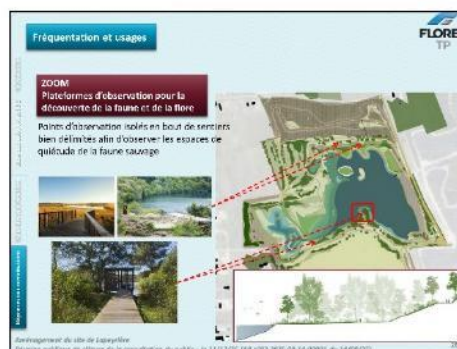 Fréquentation et usages
FLORE
TP
ZOOM
Plateformes d'observation pour la
découverte de la faune et de la flore
Points d'observation isolés en bout de sentiers
bien délimités afin d'observer les espaces de
quiétude de la faune sauvage
Aménagement du site de Lapeyrière